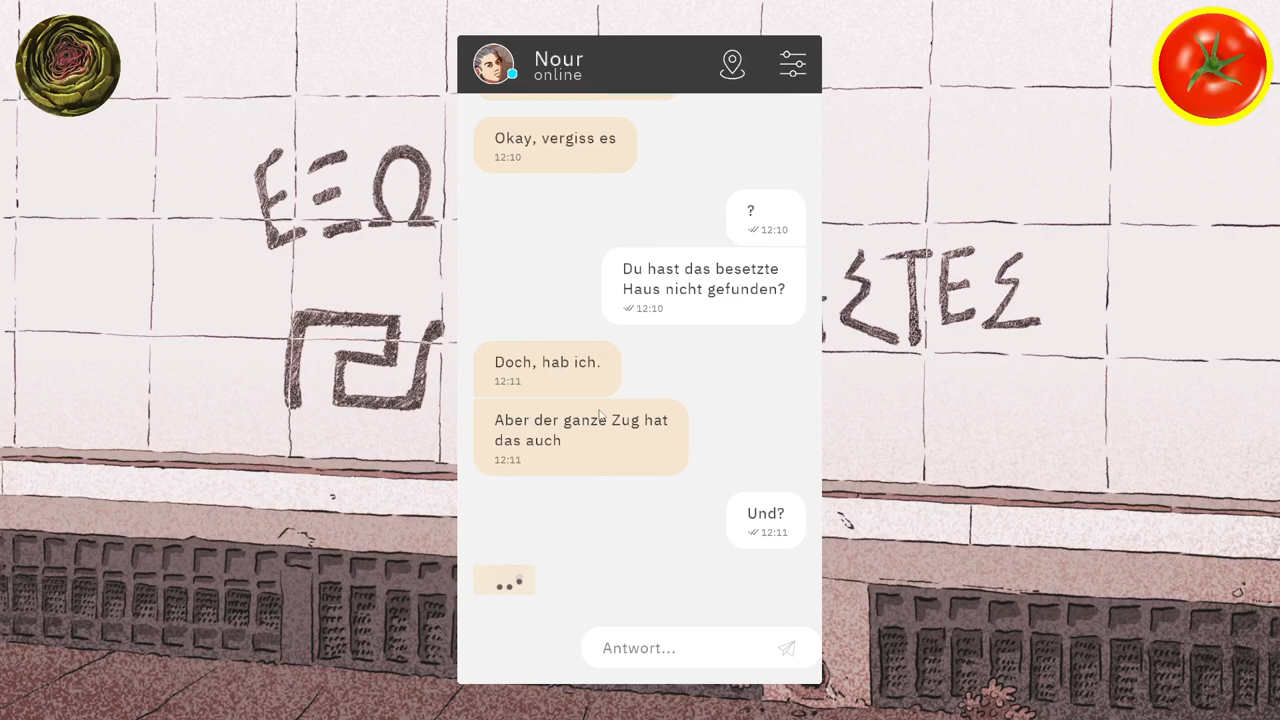 Nour
online
Okay, vergiss es
12:10
?
12:10
Du hast das besetzte
Haus nicht gefunden?
12:10
Doch, hab ich.
12:11
Aber der ganze Zug hat
das auch
12:11
Und?
12:11
Antwort...
ΕΞΩ
ΣΤΕΣ